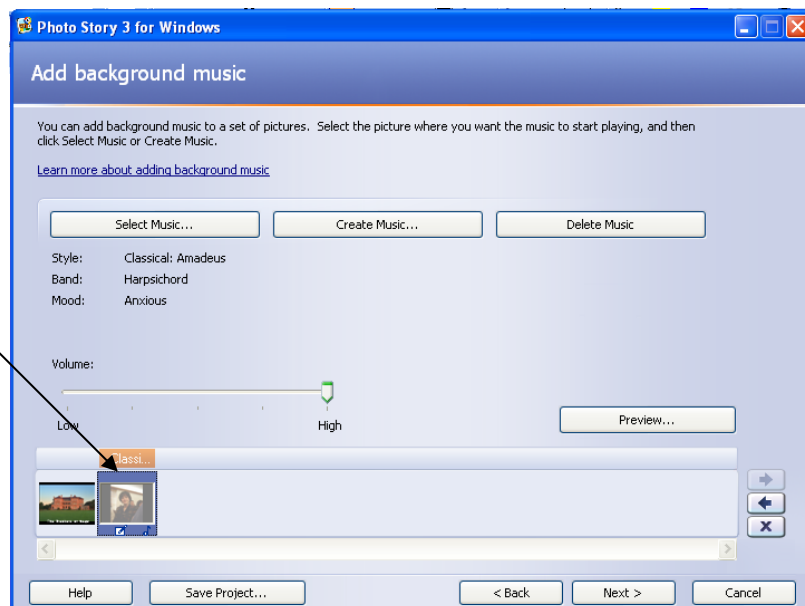 Photo Story 3 for Windows
Add background music
You can add background music to a set of pictures. Select the picture where you want the music to start playing, and then
click Select Music or Create Music.
Learn more about adding background music
Select Music... Create Music... Delete Music
Style: Classical: Amadeus
Band: Harpsichord
Mood: Anxious
Volume:
Low High
Preview...
Classi...
Help Save Project... < Back Next > Cancel